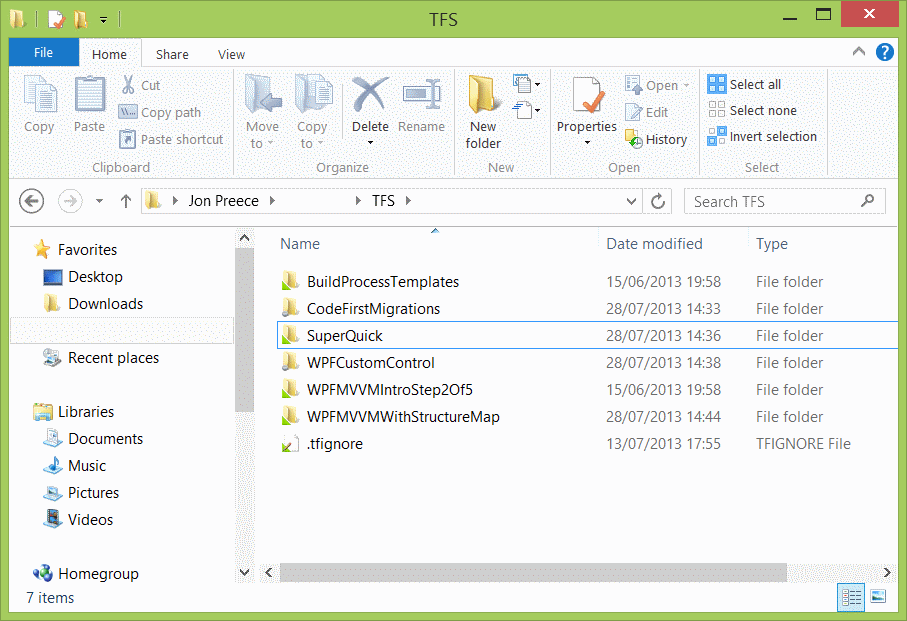 TFS
File Home Share View
Copy
Paste
Cut
Copy path
Paste shortcut
Clipboard
Move to
Copy to
Delete
Rename
Organize
New folder
New
Properties
Open
Edit
History
Open
Select all
Select none
Invert selection
Select
Jon Preece TFS
Search TFS
Favorites
Desktop
Downloads
Recent places
Libraries
Documents
Music
Pictures
Videos
Homegroup
Name Date modified Type
BuildProcessTemplates 15/06/2013 19:58 File folder
CodeFirstMigrations 28/07/2013 14:33 File folder
SuperQuick 28/07/2013 14:36 File folder
WPFCustomControl 28/07/2013 14:38 File folder
WPFMVVMIntroStep2Of5 15/06/2013 19:58 File folder
WPFMVVMWithStructureMap 28/07/2013 14:44 File folder
.tfignore 13/07/2013 17:55 TFIGNORE File
7 items